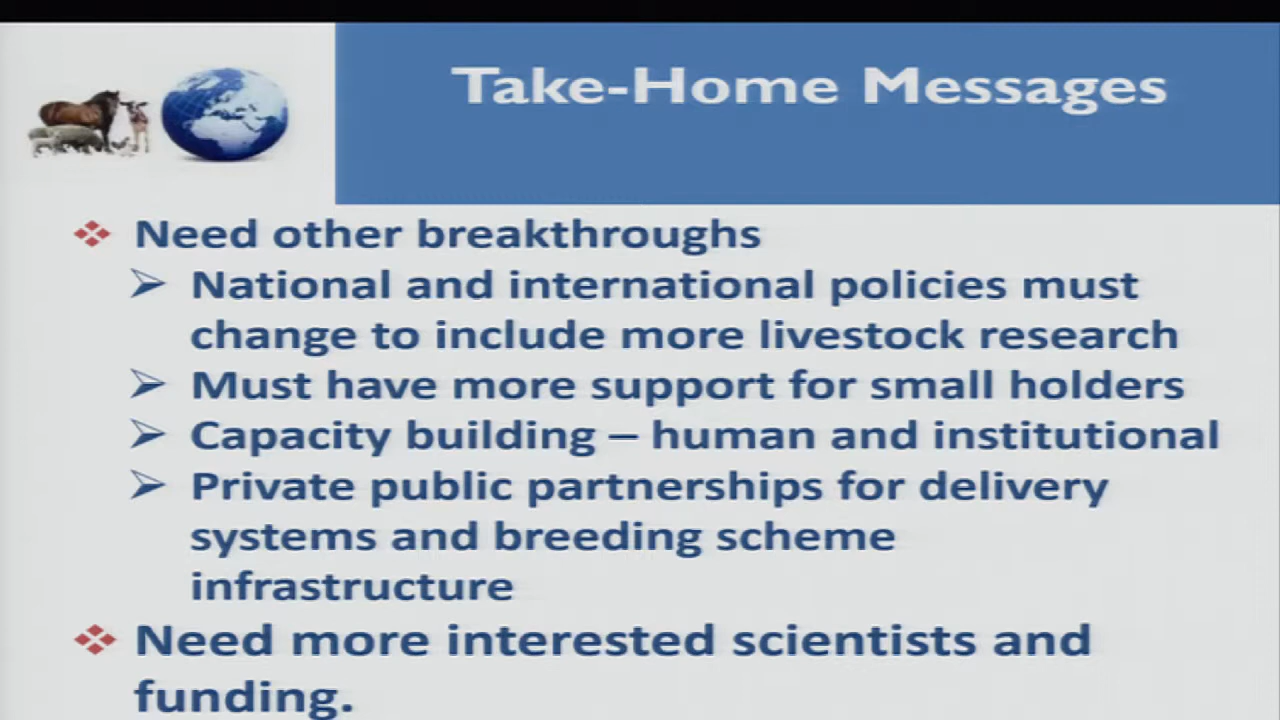 Take-Home Messages
Need other breakthroughs
National and international policies must
change to include more livestock research
Must have more support for small holders
Capacity building – human and institutional
Private public partnerships for delivery
systems and breeding scheme
infrastructure
Need more interested scientists and
funding.